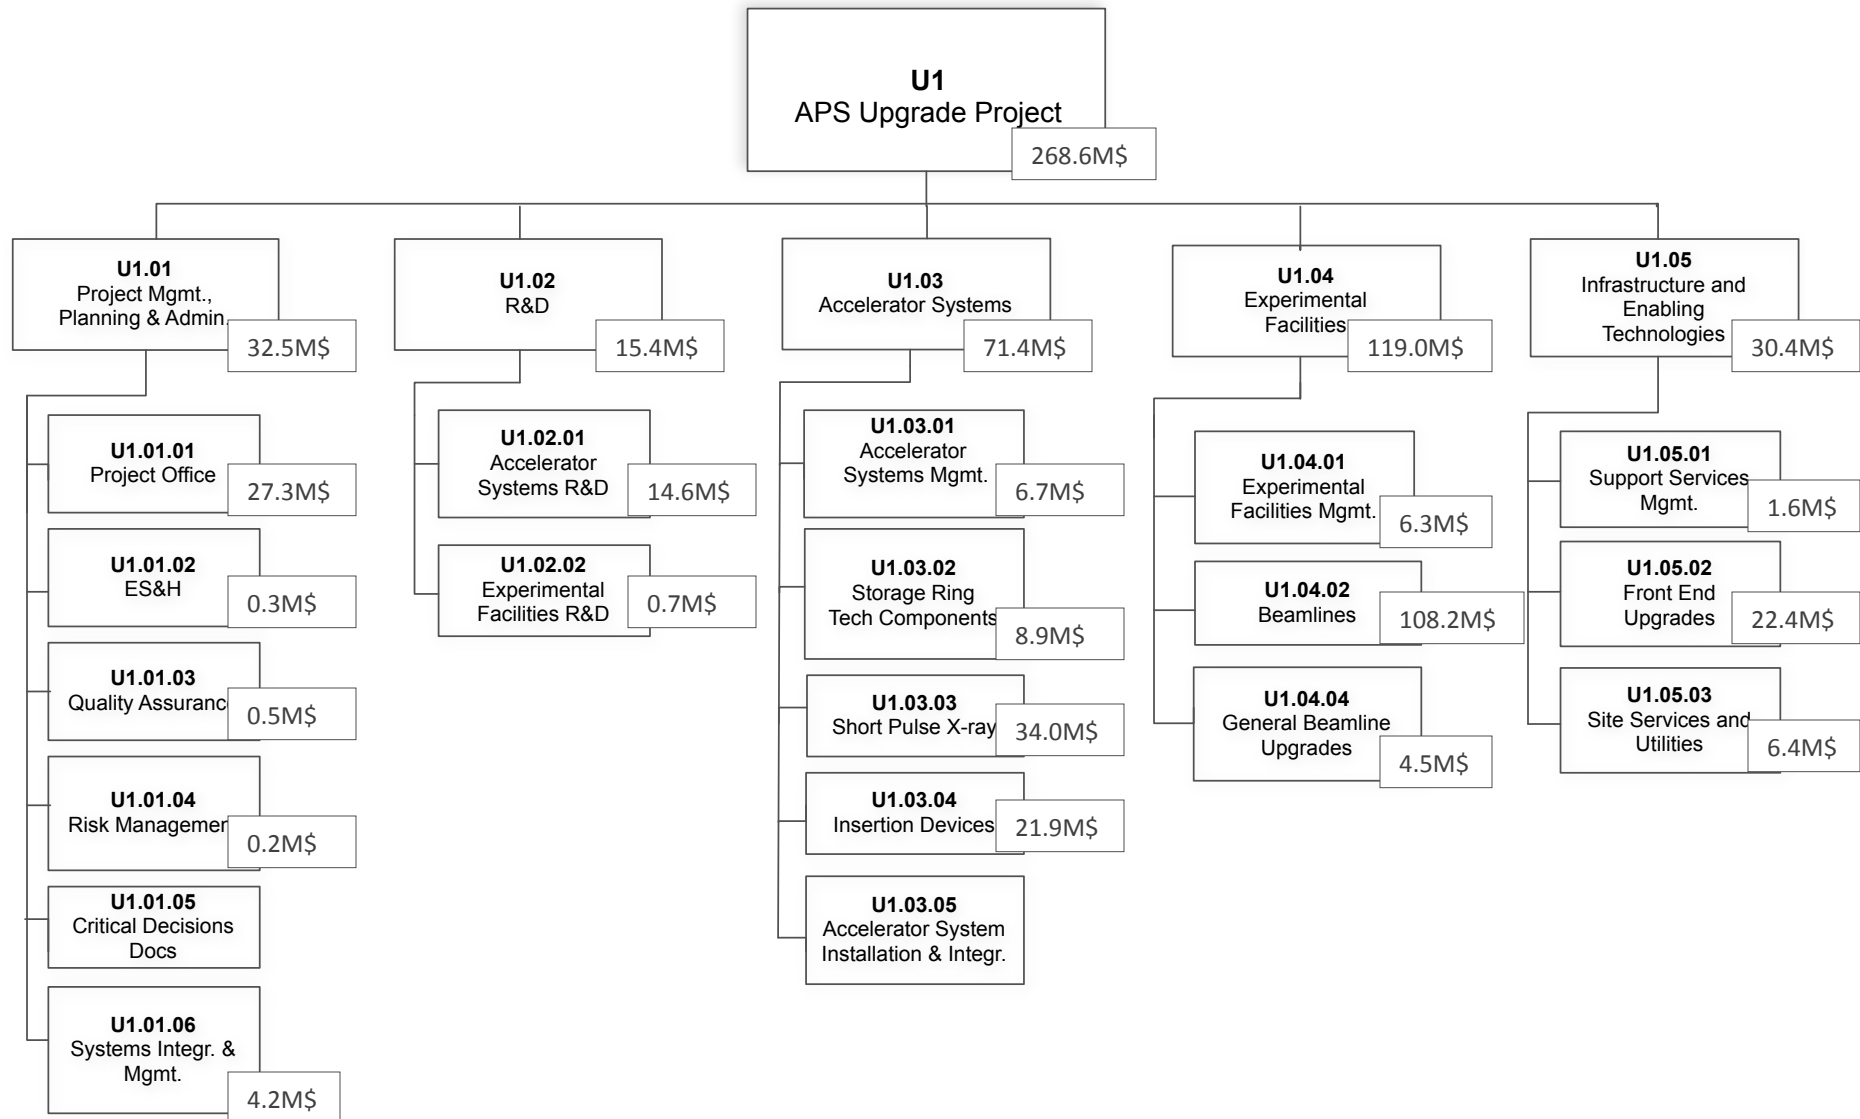 U1
APS Upgrade Project
268.6M$
U1.01
Project Mgmt.,
Planning & Admin.
32.5M$
U1.02
R&D
15.4M$
U1.03
Accelerator Systems
71.4M$
U1.04
Experimental
Facilities
119.0M$
U1.05
Infrastructure and
Enabling
Technologies
30.4M$
U1.01.01
Project Office
27.3M$
U1.01.02
ES&H
0.3M$
U1.01.03
Quality Assuranc
0.5M$
U1.01.04
Risk Managemen
0.2M$
U1.01.05
Critical Decisions
Docs
U1.01.06
Systems Integr. &
Mgmt.
4.2M$
U1.02.01
Accelerator
Systems R&D
14.6M$
U1.02.02
Experimental
Facilities R&D
0.7M$
U1.03.01
Accelerator
Systems Mgmt.
6.7M$
U1.03.02
Storage Ring
Tech Components
8.9M$
U1.03.03
Short Pulse X-ray
34.0M$
U1.03.04
Insertion Devices
21.9M$
U1.03.05
Accelerator System
Installation & Integr.
U1.04.01
Experimental
Facilities Mgmt.
6.3M$
U1.04.02
Beamlines
108.2M$
U1.04.04
General Beamline
Upgrades
4.5M$
U1.05.01
Support Services
Mgmt.
1.6M$
U1.05.02
Front End
Upgrades
22.4M$
U1.05.03
Site Services and
Utilities
6.4M$